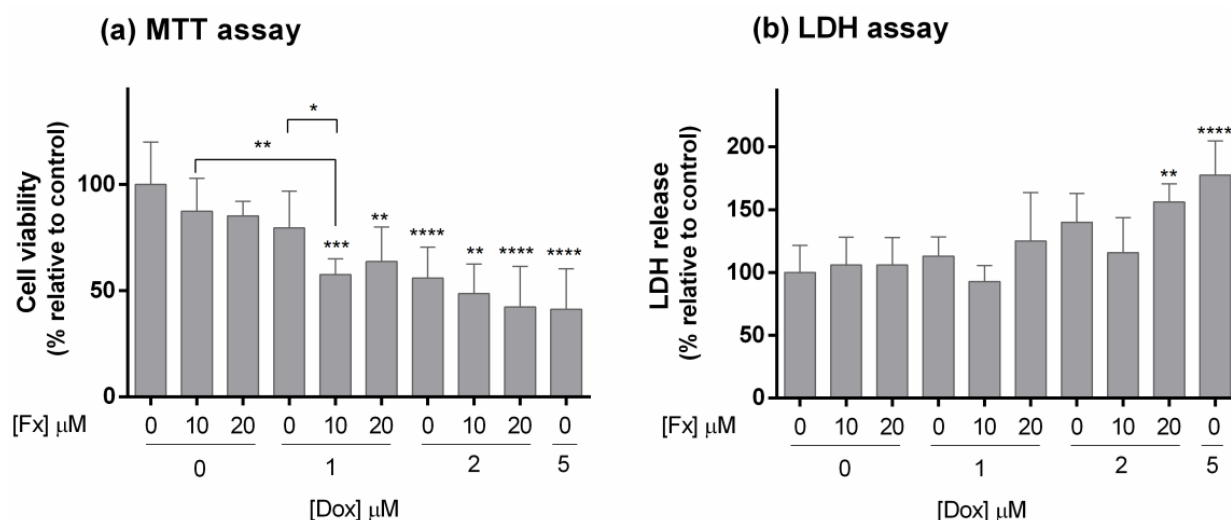 (a) MTT assay
Cell viability
(% relative to control)
100
50
0
*
**
***
**
****
**
****
****
[Fx] μM
0 10 20 0 10 20 0 10 20 0
0 1 2 5
[Dox] μM
(b) LDH assay
LDH release
(% relative to control)
200
150
100
50
0
**
****
0 10 20 0 10 20 0 10 20 0
[Fx] μM
0 1 2 5
[Dox] μM